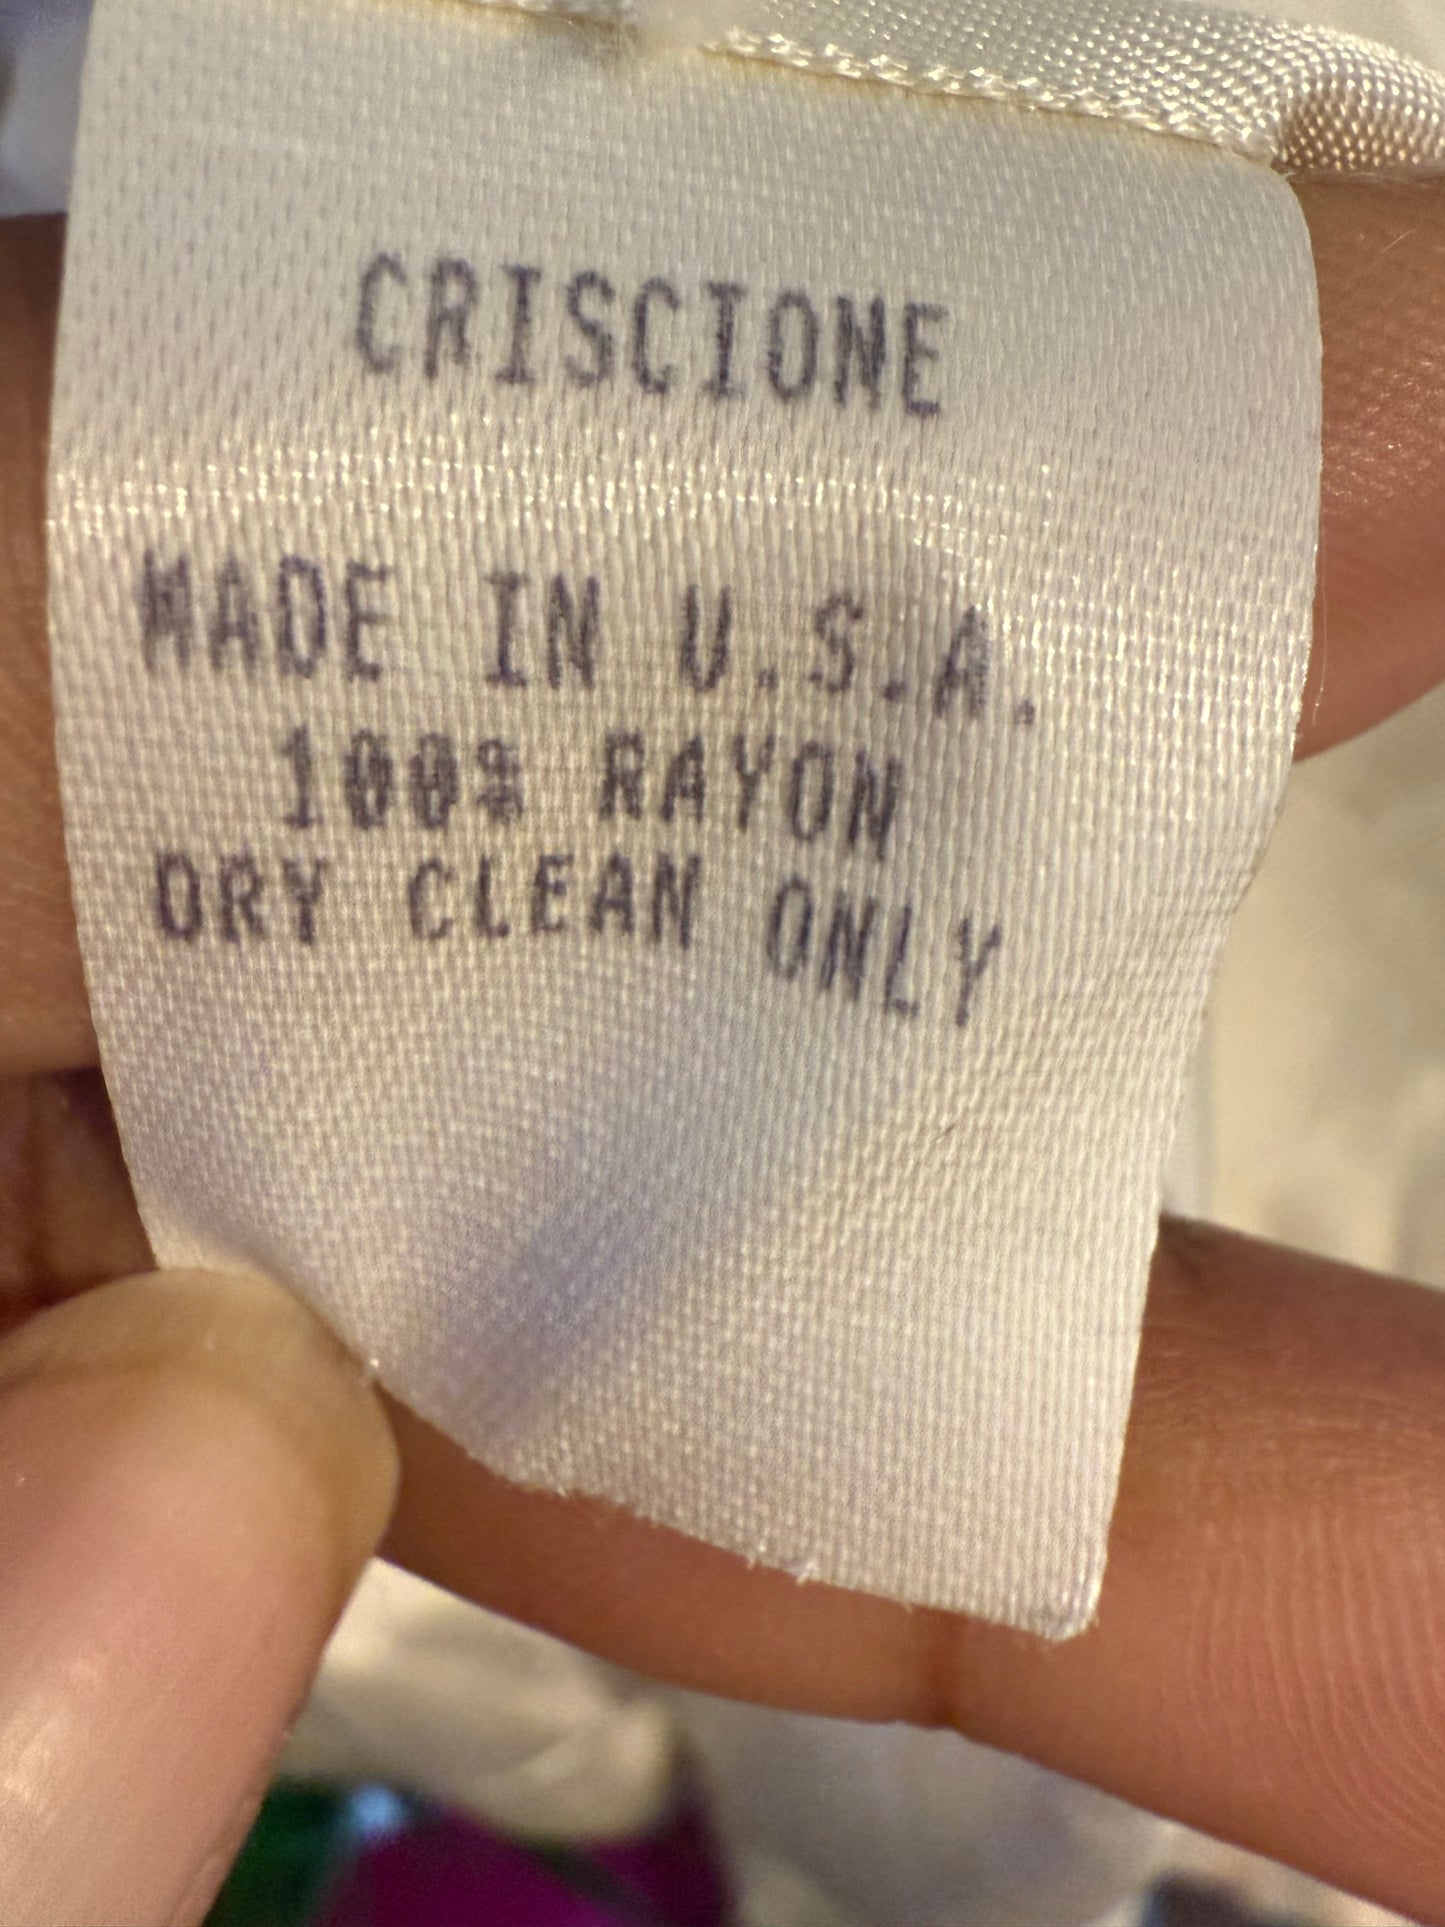 CRISCIONE
MADE IN U.S.A.
100% RAYON
DRY CLEAN ONLY